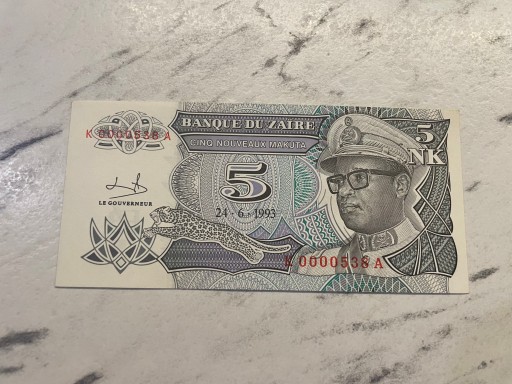 K 0000538 A
BANQUE DU ZAIRE
CINQ NOUVEAUX MAKUTA
5
NK
5
24-6-1993
LE GOUVERNEUR
K 0000538 A